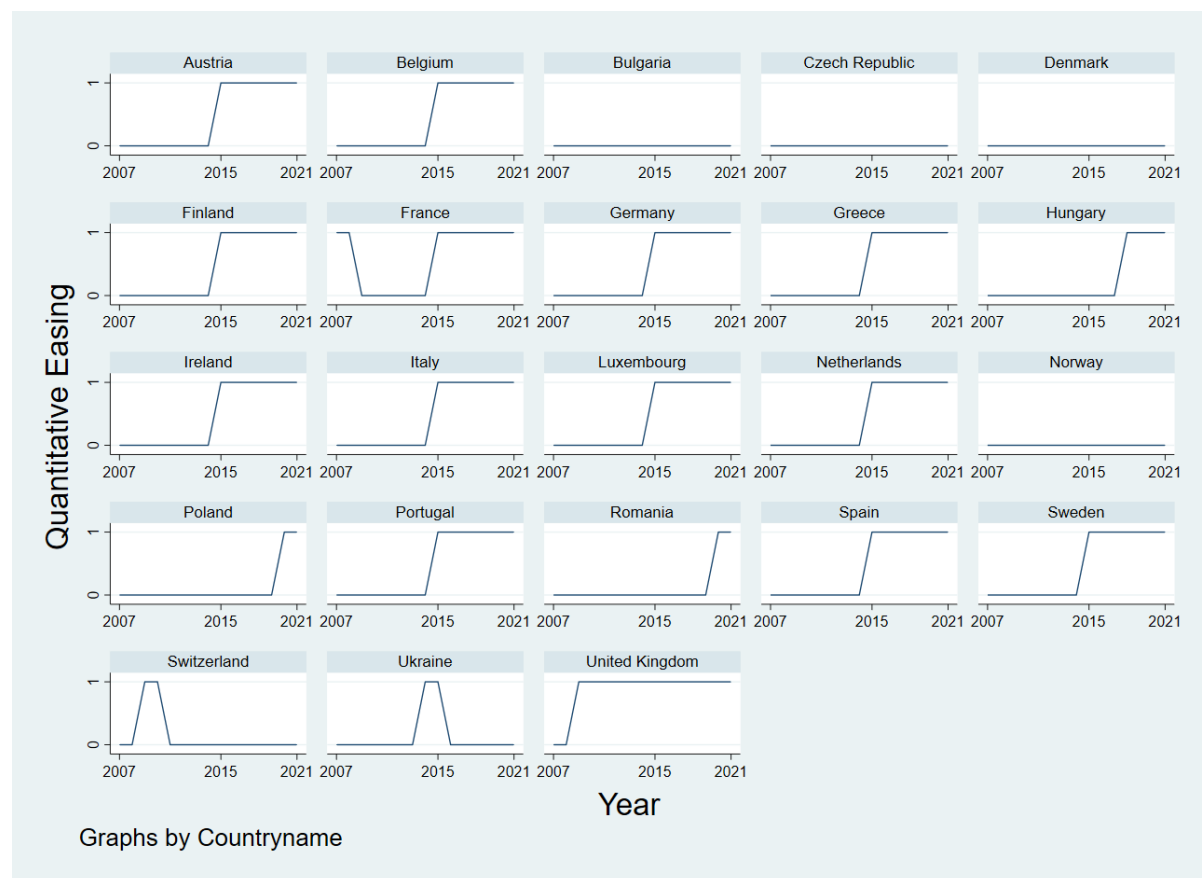 Austria Belgium Bulgaria Czech Republic Denmark
1
0
2007 2015 2021 2007 2015 2021 2007 2015 2021 2007 2015 2021 2007 2015 2021
Finland France Germany Greece Hungary
1
0
2007 2015 2021 2007 2015 2021 2007 2015 2021 2007 2015 2021 2007 2015 2021
Ireland Italy Luxembourg Netherlands Norway
1
0
2007 2015 2021 2007 2015 2021 2007 2015 2021 2007 2015 2021 2007 2015 2021
Poland Portugal Romania Spain Sweden
1
0
2007 2015 2021 2007 2015 2021 2007 2015 2021 2007 2015 2021 2007 2015 2021
Switzerland Ukraine United Kingdom
1
0
2007 2015 2021 2007 2015 2021 2007 2015 2021
Quantitative Easing
Year
Graphs by Countryname